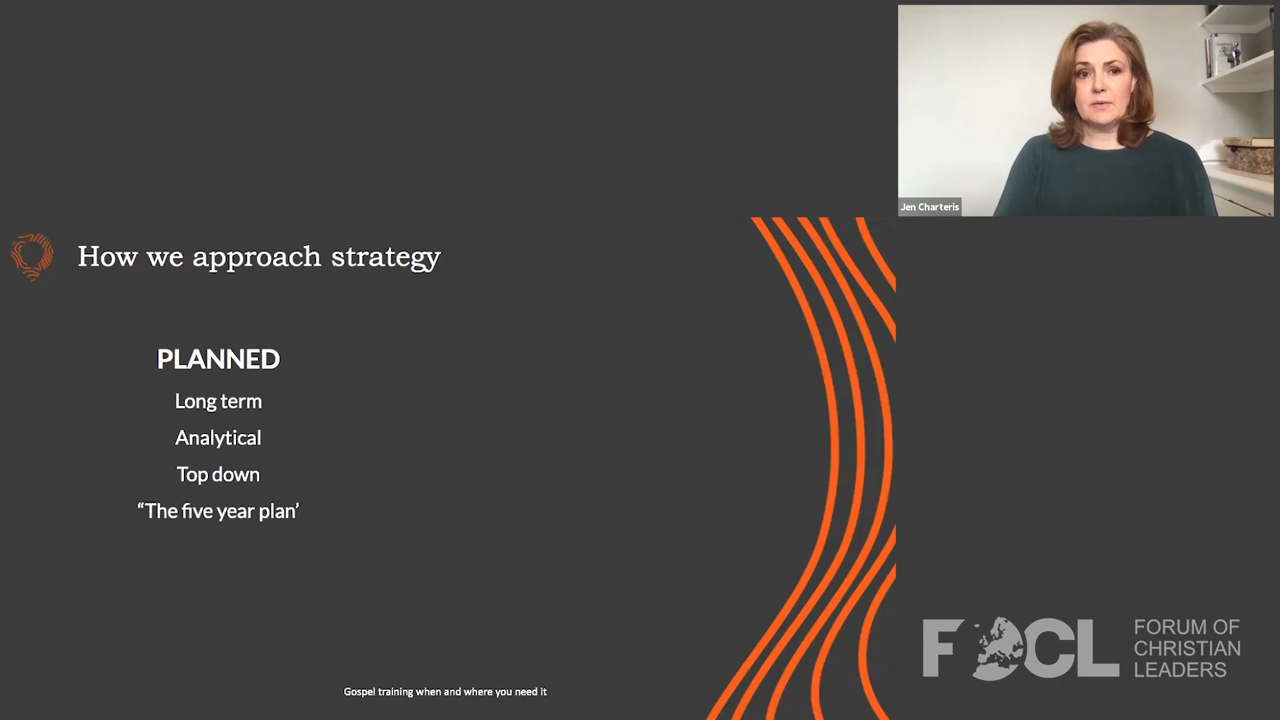 Jen Charteris
How we approach strategy
PLANNED
Long term
Analytical
Top down
“The five year plan’
Gospel training when and where you need it
FOCL
FORUM OF
CHRISTIAN
LEADERS